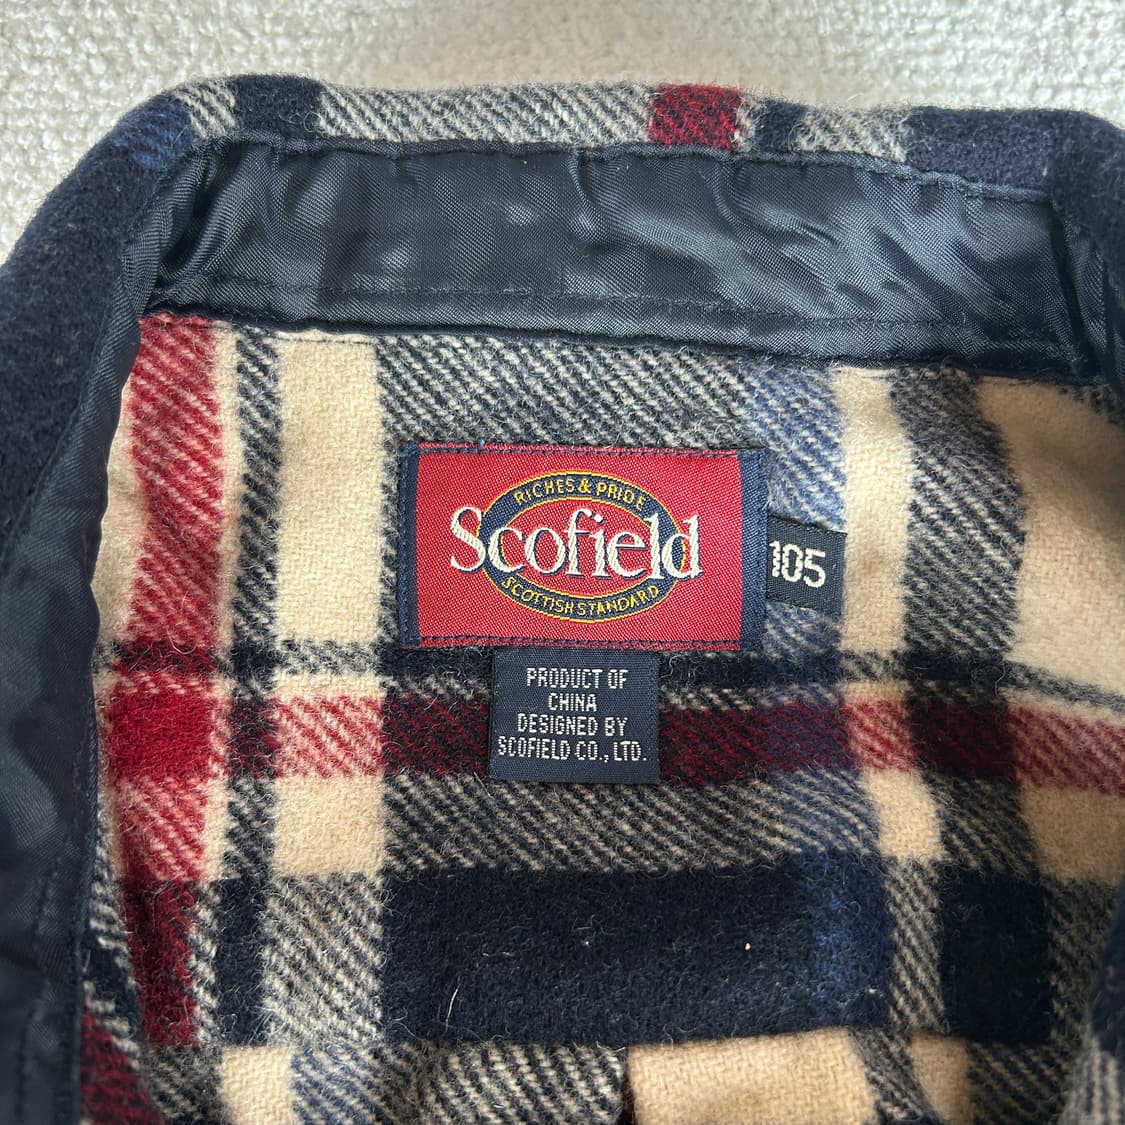 RICHES & PRIDE
Scofield
SCOTTISH STANDARD
105
PRODUCT OF
CHINA
DESIGNED BY
SCOFIELD CO., LTD.